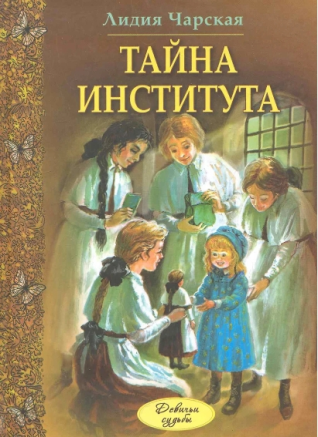 Лидия Чарская
ТАЙНА
ИНСТИТУТА
Девичьи
судьбы